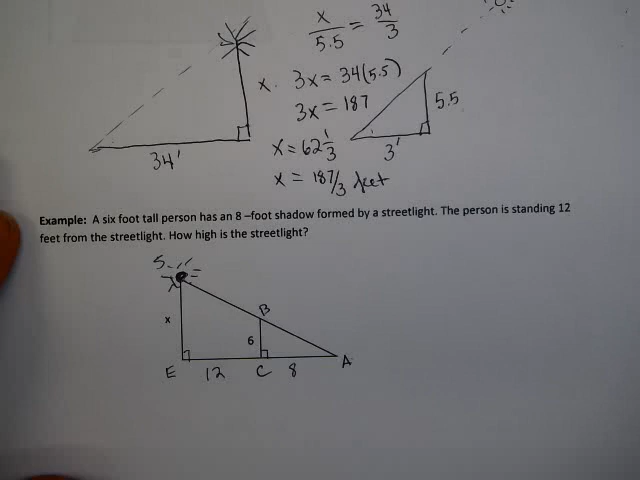 x/5.5 = 34/3
x. 3x = 34(5.5)
5.5
3x = 187
x = 62 1/3
34'
3'
x = 187/3 feet
Example: A six foot tall person has an 8 –foot shadow formed by a streetlight. The person is standing 12
feet from the streetlight. How high is the streetlight?
S
B
x
6
E 12 C 8 A